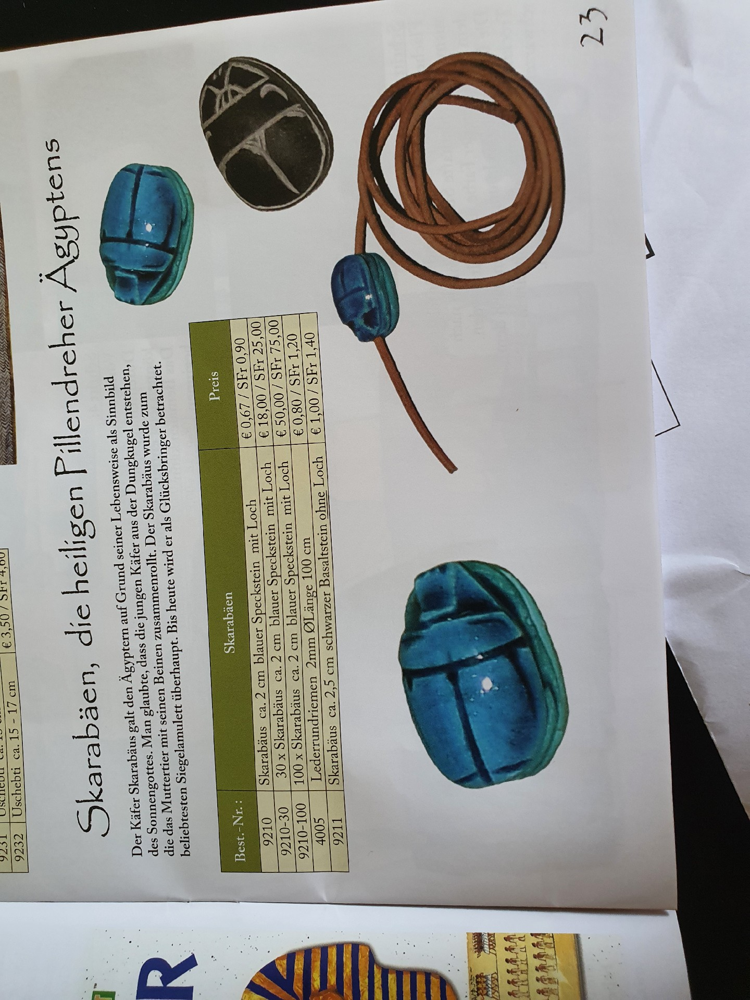 9231 Uschebti ca.
9232 Uschebti ca. 15 - 17 cm € 3,50 / SFr 4,80
Skarabäen, die heiligen Pillendreher Ägyptens
Der Käfer Skarabäus galt den Ägyptern auf Grund seiner Lebensweise als Sinnbild
des Sonnengottes. Man glaubte, dass die jungen Käfer aus der Dungkugel entstehen,
die das Muttertier mit seinen Beinen zusammenrollt. Der Skarabäus wurde zum
beliebtesten Siegelamulett überhaupt. Bis heute wird er als Glücksbringer betrachtet.
Best.-Nr.: Skarabäen Preis
9210 Skarabäus ca. 2 cm blauer Speckstein mit Loch € 0,67 / SFr 0,90
9210-30 30 x Skarabäus ca. 2 cm blauer Speckstein mit Loch € 18,00 / SFr 25,00
9210-100 100 x Skarabäus ca. 2 cm blauer Speckstein mit Loch € 50,00 / SFr 75,00
4005 Lederrundriemen 2mm ØLänge 100 cm € 0,80 / SFr 1,20
9211 Skarabäus ca. 2,5 cm schwarzer Basaltstein ohne Loch € 1,00 / SFr 1,40
23
T
R